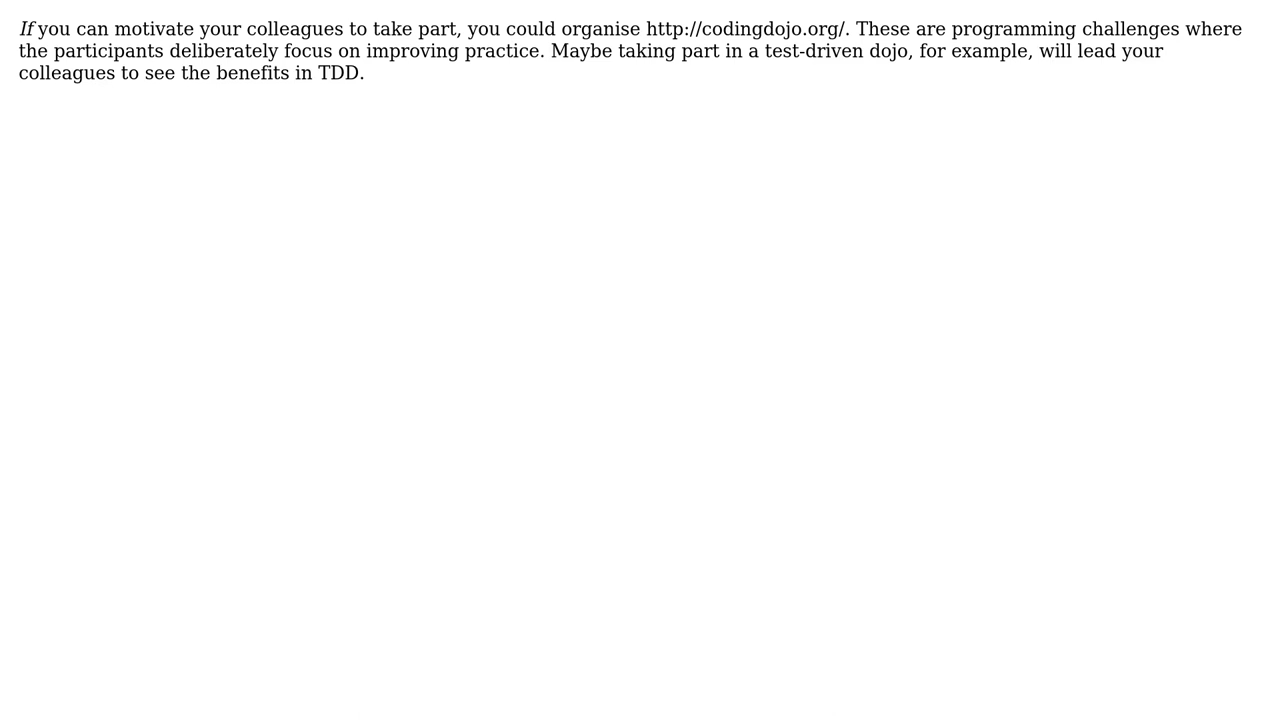 If you can motivate your colleagues to take part, you could organise http://codingdojo.org/. These are programming challenges where
the participants deliberately focus on improving practice. Maybe taking part in a test-driven dojo, for example, will lead your
colleagues to see the benefits in TDD.